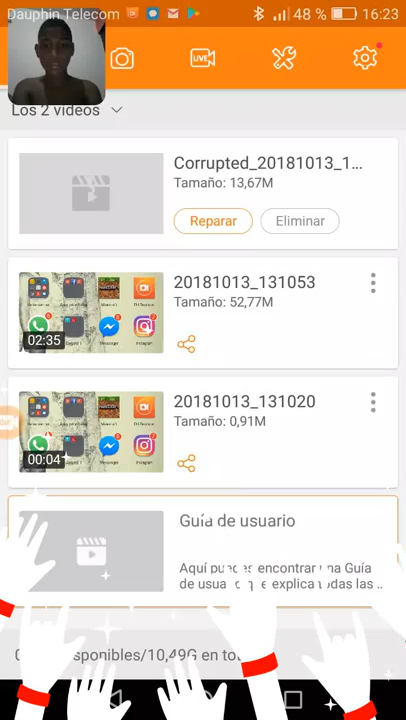 Dauphin Telecom 48 % 16:23
LIVE
Los 2 videos
Corrupted_20181013_1...
Tamaño: 13,67M
Reparar Eliminar
20181013_131053
Tamaño: 52,77M
02:35
20181013_131020
Tamaño: 0,91M
00:04
Guía de usuario
Aquí puedes encontrar una Guía
de que explica todas las ...
disponibles/10,49G en